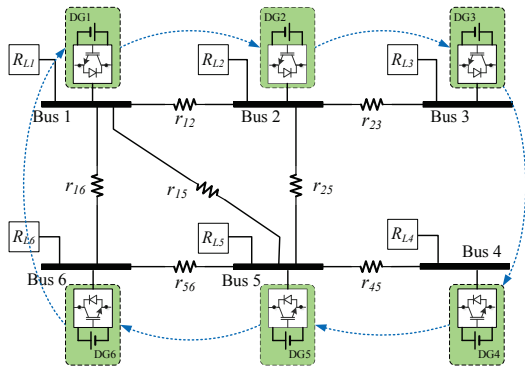 DG1
DG2
DG3
R_{L1}
R_{L2}
R_{L3}
Bus 1
r_{12}
Bus 2
r_{23}
Bus 3
r_{16}
r_{15}
r_{25}
R_{L6}
R_{L5}
R_{L4}
Bus 4
Bus 6
r_{56}
Bus 5
r_{45}
DG6
DG5
DG4